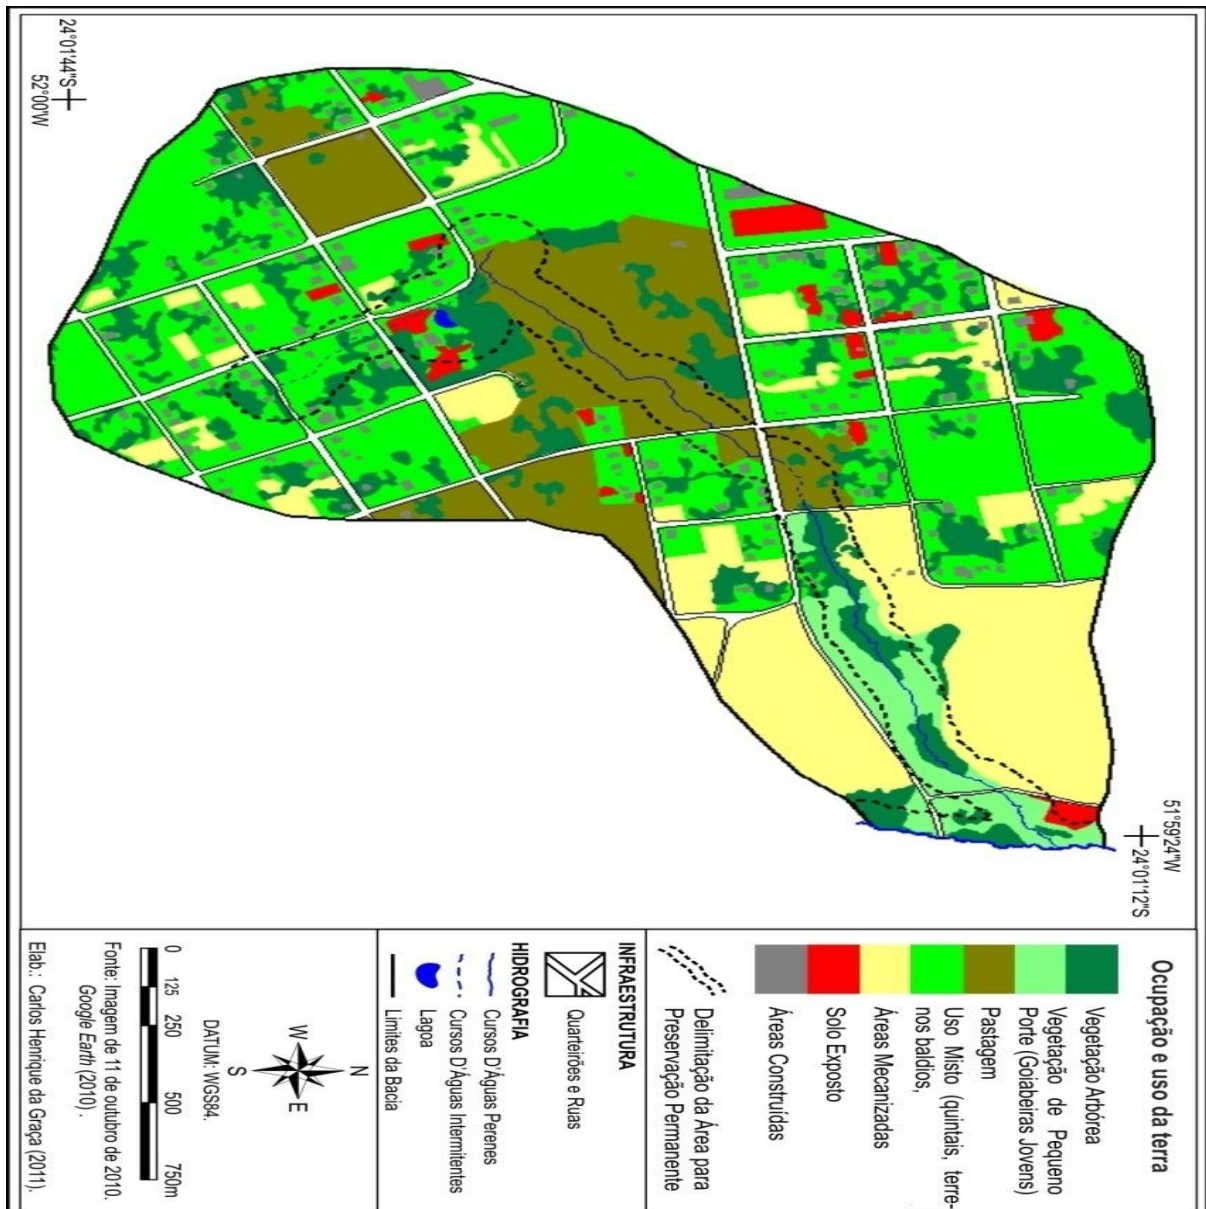 24°01'44"S
52°00'W
51°59'24"W
24°01'12"S
Ocupação e uso da terra
Vegetação Arbórea
Vegetação de Pequeno
Porte (Goiabeiras Jovens)
Pastagem
Uso Misto (quintais, terre-
nos baldios,
Áreas Mecanizadas
Solo Exposto
Áreas Construídas
Delimitação da Área para
Preservação Permanente
INFRAESTRUTURA
Quarteirões e Ruas
HIDROGRAFIA
Cursos D'Águas Perenes
Cursos D'Águas Intermitentes
Lagoa
Limites da Bacia
N
W
E
S
DATUM: WGS84.
0 125 250 500 750m
Fonte: Imagem de 11 de outubro de 2010.
Google Earth (2010) .
Elab.: Carlos Henrique da Graça (2011).